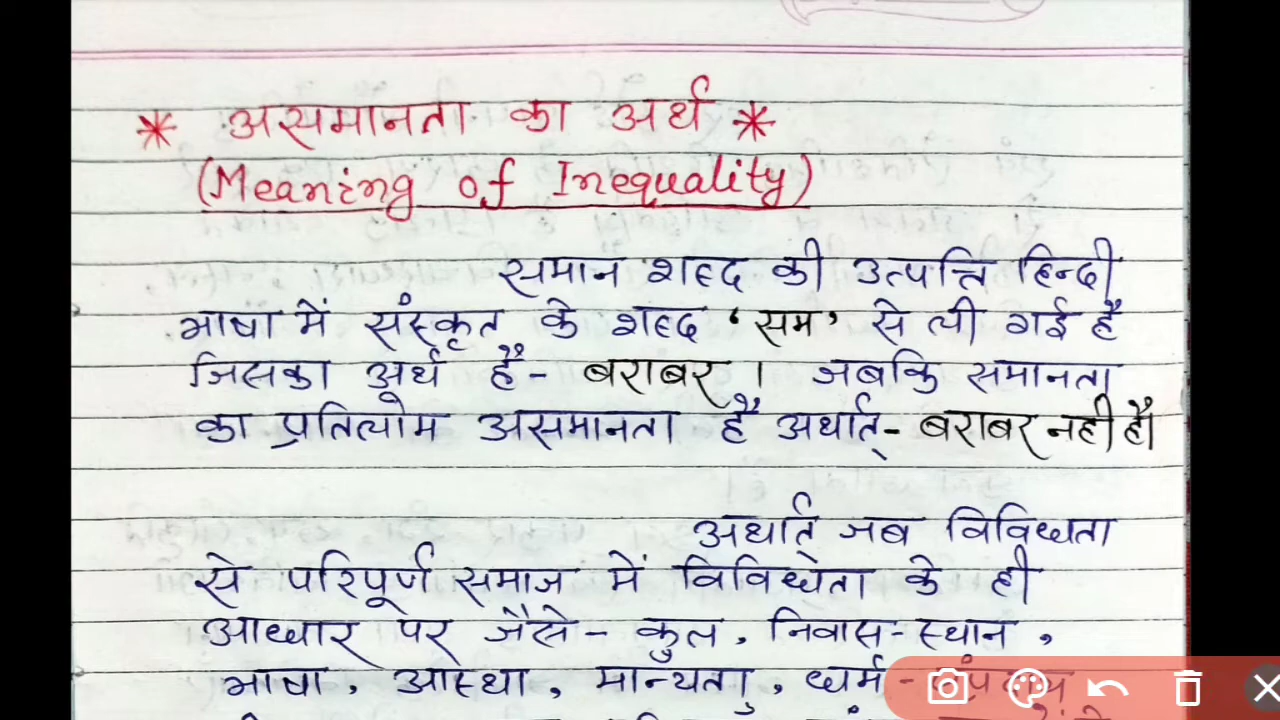 * असमानता का अर्थ *
(Meaning of Inequality)
समान शब्द की उत्पत्ति हिन्दी
भाषा में संस्कृत के शब्द ‘सम’ से ली गई है
जिसका अर्थ है- बराबर । जबकि समानता
का प्रतिलोम असमानता है अर्थात्- बराबर नही है।
अर्थात् जब विविधता
से परिपूर्ण समाज में विविधता के ही
आधार पर जैसे- कुल, निवास-स्थान,
भाषा, आस्था, मान्यता, धर्म-